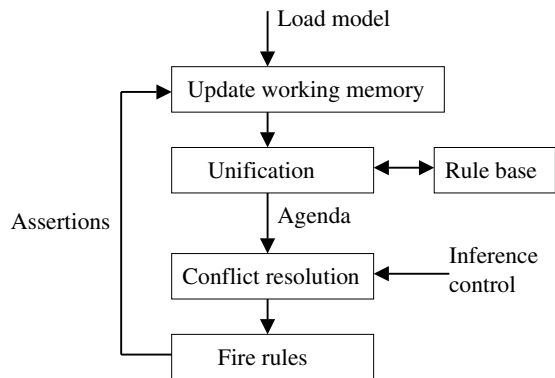 Load model
Update working memory
Unification
Rule base
Agenda
Assertions
Conflict resolution
Inference
control
Fire rules